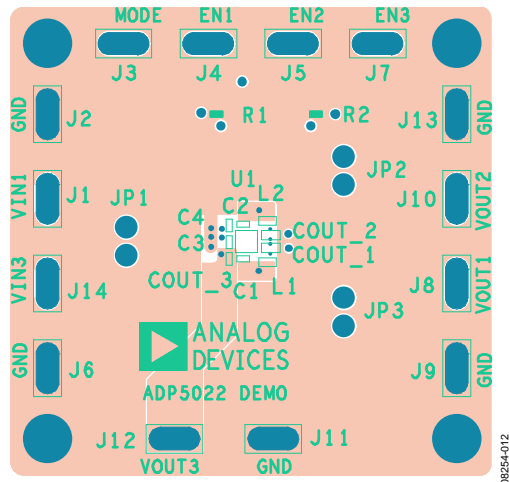 MODE EN1 EN2 EN3
J3 J4 J5 J7
GND J2 R1 R2 J13 GND
VIN1 J1 JP1 U1 JP2 J10 VOUT2
C2 L2
C4 COUT_2
C3 COUT_1
COUT_3 C1 L1
VIN3 J14 JP3 J8 VOUT1
ANALOG
DEVICES
GND J6 J9 GND
ADP5022 DEMO
J12 J11
VOUT3 GND
08254-012